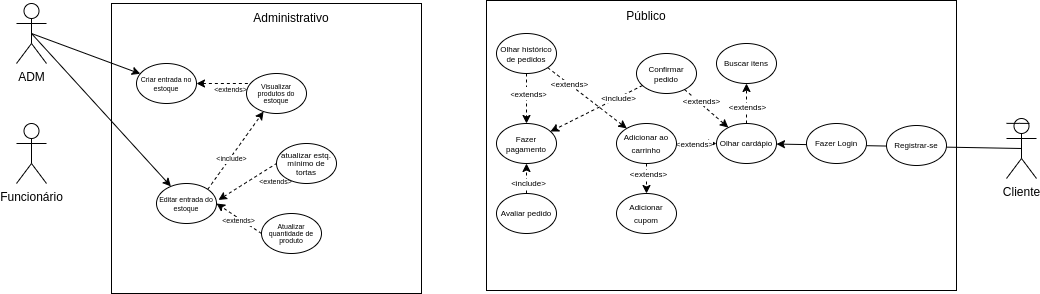 Administrativo
ADM
Criar entrada no
estoque
<extends>
Visualizar
produtos do
estoque
<include>
atualizar estq.
mínimo de
tortas
<extends>
Editar entrada do
estoque
<extends>
Atualizar
quantidade de
produto
Funcionário
Público
Olhar histórico
de pedidos
<extends>
<extends>
Confirmar
pedido
<include>
<extends>
Buscar itens
<extends>
Fazer
pagamento
Adicionar ao
carrinho
<extends>
Olhar cardápio
Fazer Login
Registrar-se
<include>
<extends>
Avaliar pedido
Adicionar
cupom
Cliente